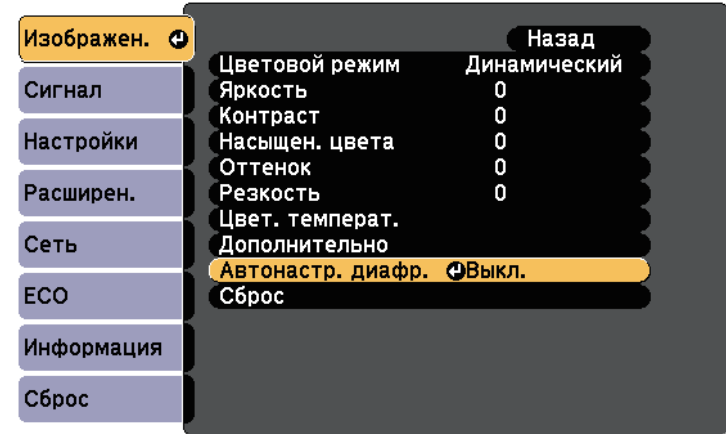 Изображен.
Сигнал
Настройки
Расширен.
Сеть
ECO
Информация
Сброс
Назад
Цветовой режим Динамический
Яркость 0
Контраст 0
Насыщен. цвета 0
Оттенок 0
Резкость 0
Цвет. температ.
Дополнительно
Автонастр. диафр. Выкл.
Сброс